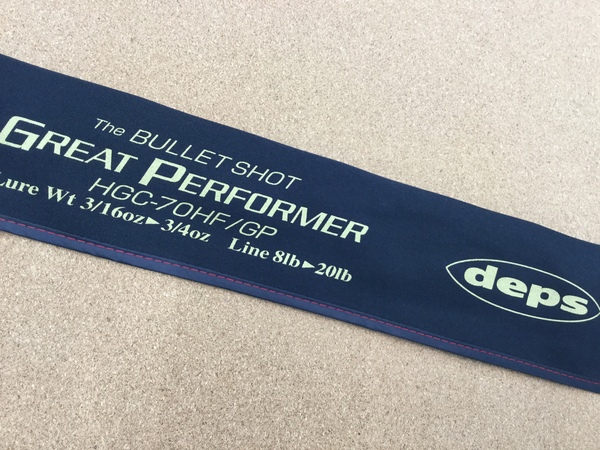 The BULLET SHOT
GREAT PERFORMER
HGC-70HF/GP
Lure Wt 3/16oz▶3/4oz Line 8lb▶20lb
deps